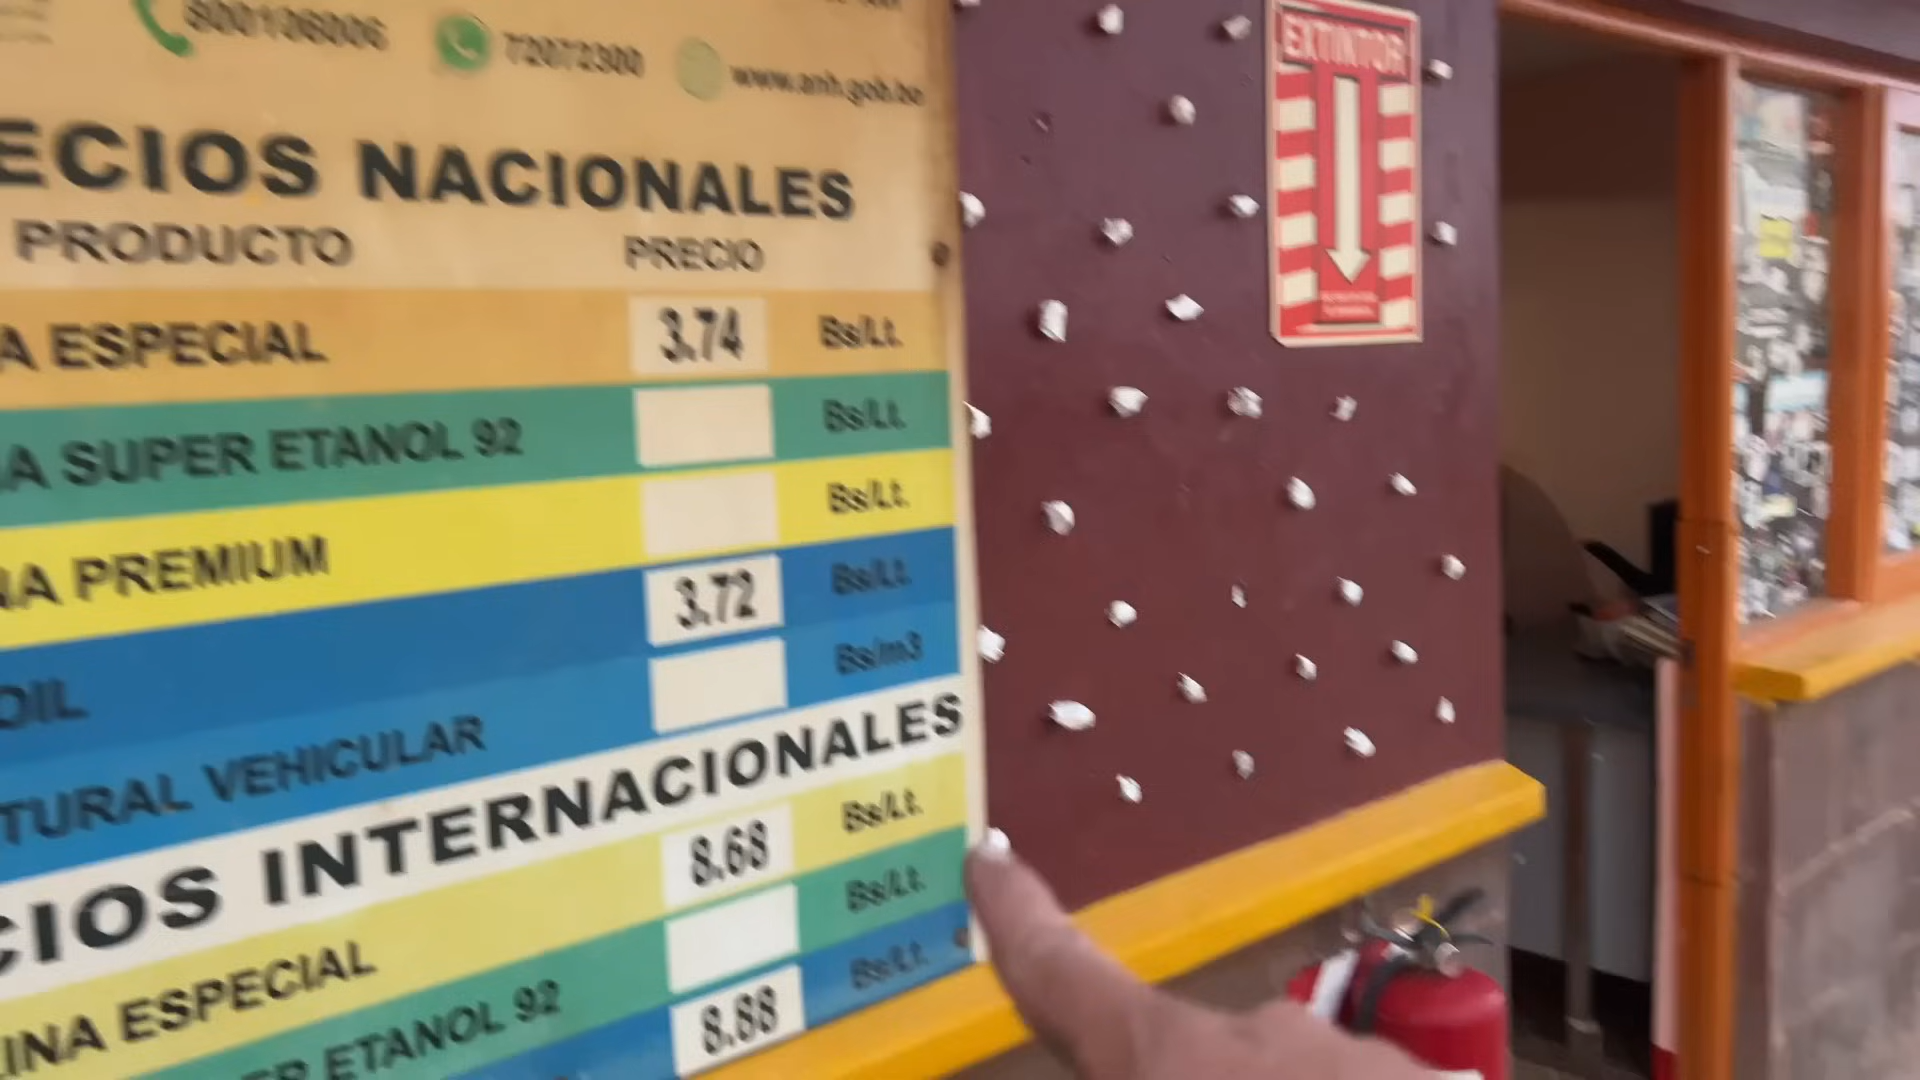 800106006 72072300 www.anh.gob.bo
ECIOS NACIONALES
PRODUCTO PRECIO
A ESPECIAL 3.74 Bs/Lt.
A SUPER ETANOL 92 Bs/Lt.
NA PREMIUM Bs/Lt.
OIL 3.72 Bs/Lt.
TURAL VEHICULAR Bs/m3
CIOS INTERNACIONALES
INA ESPECIAL 8.68 Bs/Lt.
ER ETANOL 92 Bs/Lt.
8.88 Bs/Lt.
EXTINTOR